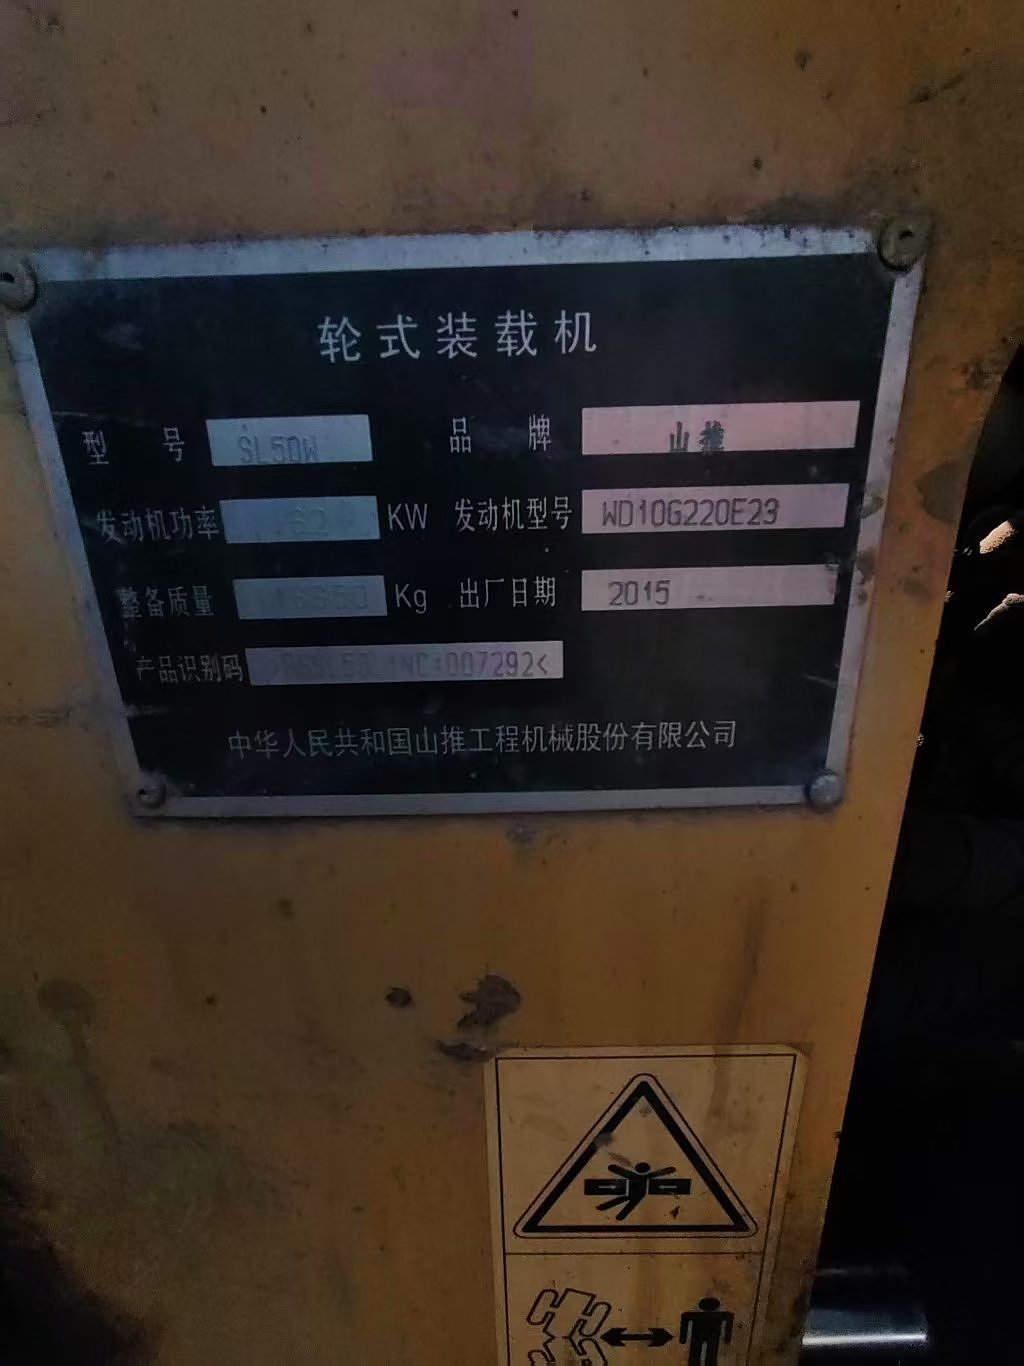 轮式装载机
型号 SL50W 品牌 山推
发动机功率 162 KW 发动机型号 WD10G220E23
整备质量 Kg 出厂日期 2015
产品识别码
中华人民共和国山推工程机械股份有限公司